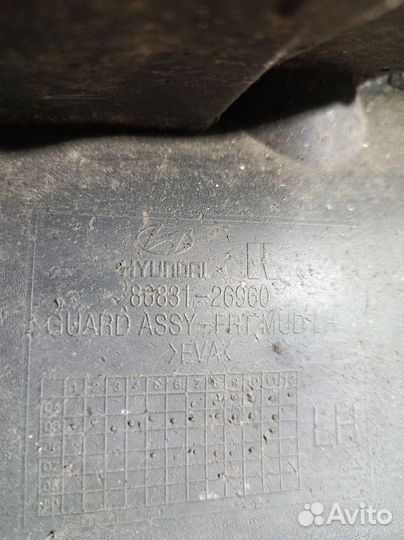 HYUNDAI
86831-26960
GUARD ASSY-FRT MUD LH
>EVA<
1 2 3 4 5 6 7 8 9 10 11 12
LH
Avito